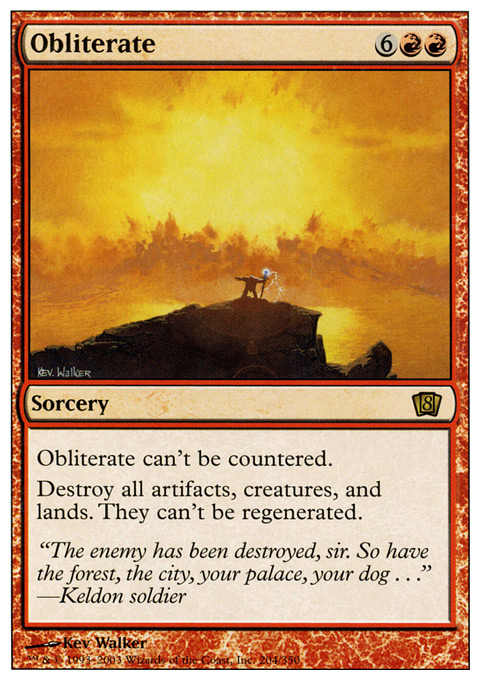 Obliterate 6
KEV. WALKER
Sorcery 8
Obliterate can't be countered.
Destroy all artifacts, creatures, and
lands. They can't be regenerated.
“The enemy has been destroyed, sir. So have
the forest, the city, your palace, your dog . . .”
—Keldon soldier
Kev Walker
™ & © 1993–2003 Wizards of the Coast, Inc. 204/350